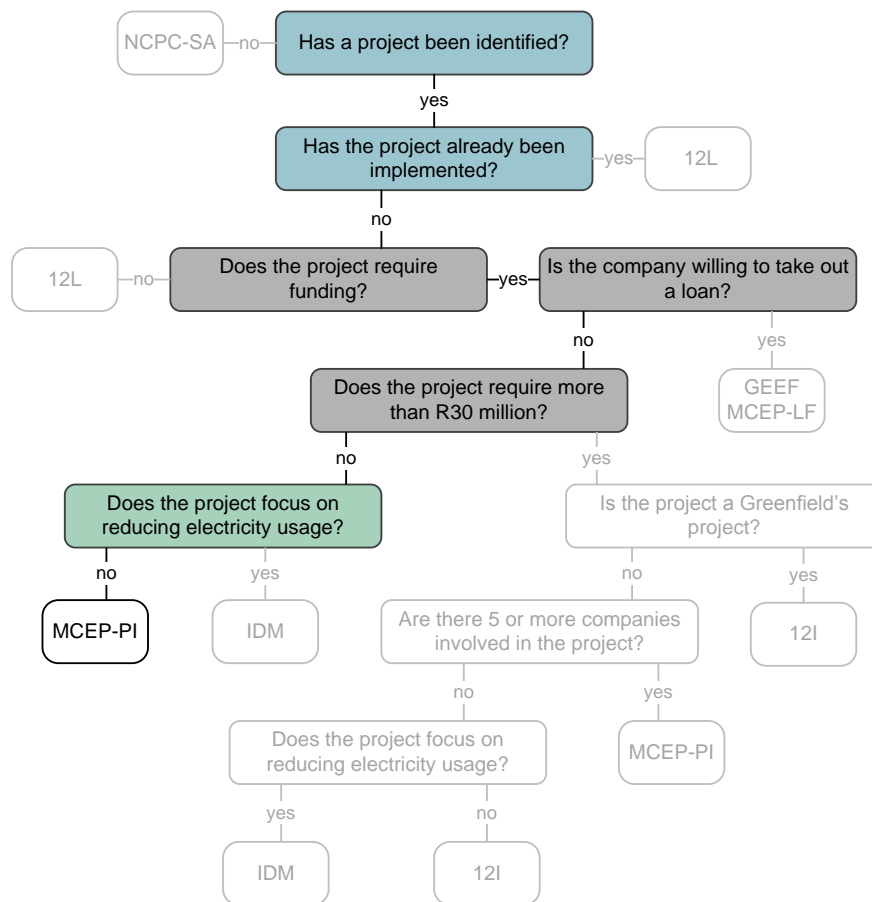 NCPC-SA
no
Has a project been identified?
yes
Has the project already been
implemented?
yes
12L
no
12L
no
Does the project require
funding?
yes
Is the company willing to take out
a loan?
no
yes
Does the project require more
than R30 million?
GEEF
MCEP-LF
no
yes
Does the project focus on
reducing electricity usage?
Is the project a Greenfield's
project?
no
yes
no
yes
MCEP-PI
IDM
Are there 5 or more companies
involved in the project?
12I
no
yes
Does the project focus on
reducing electricity usage?
MCEP-PI
yes
no
IDM
12I